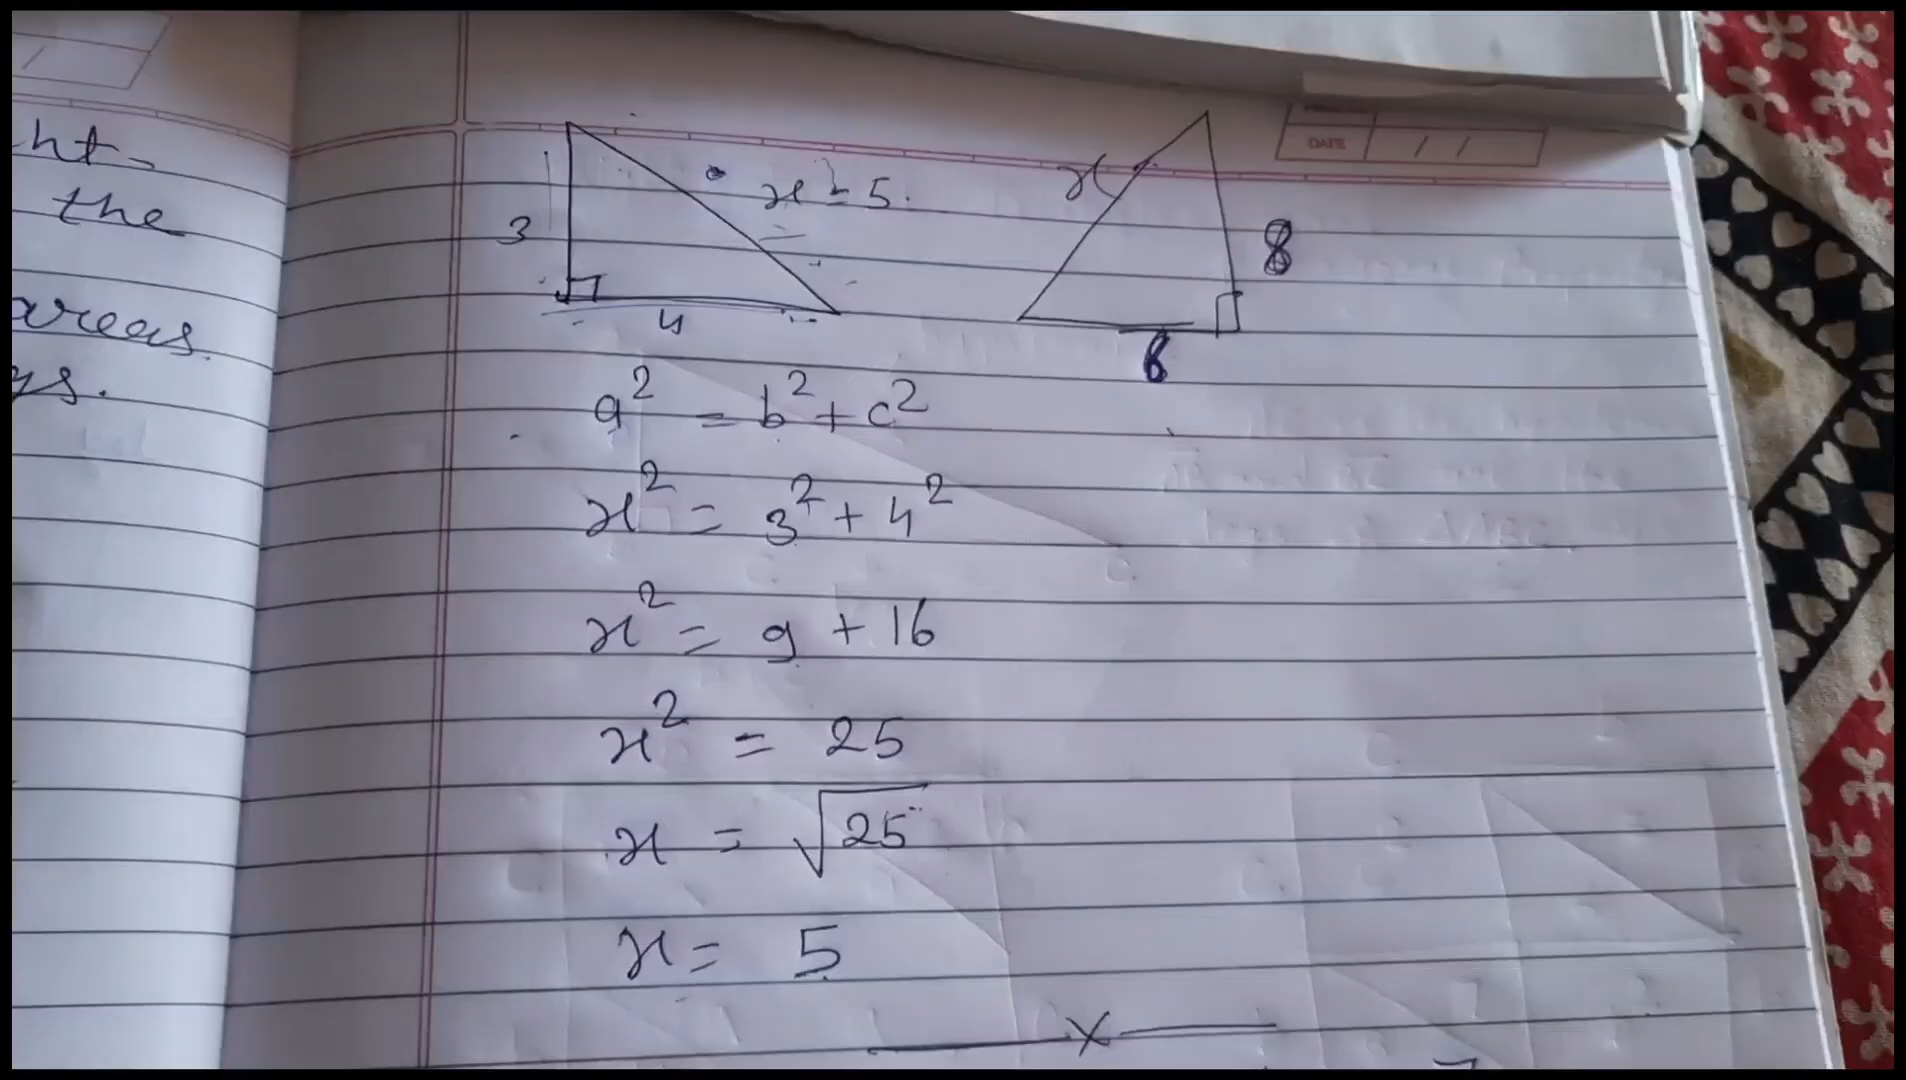 ht-
the
areas.
ys.
3
4
x = 5.
x
8
6
DATE / /
a² = b² + c²
x² = 3² + 4²
x² = 9 + 16
x² = 25
x = √25
x = 5
x